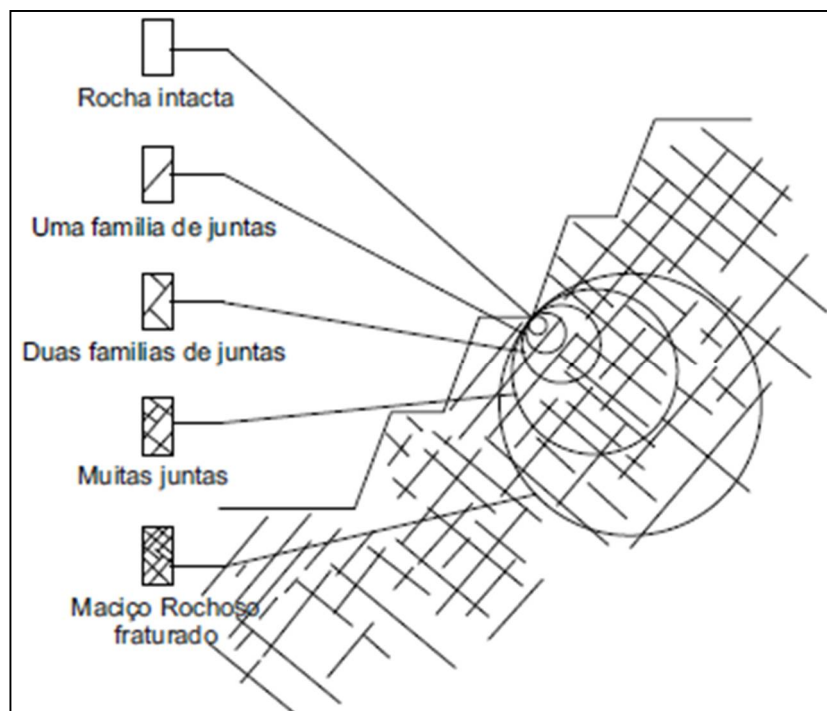 Rocha intacta
Uma familia de juntas
Duas familias de juntas
Muitas juntas
Maciço Rochoso
fraturado